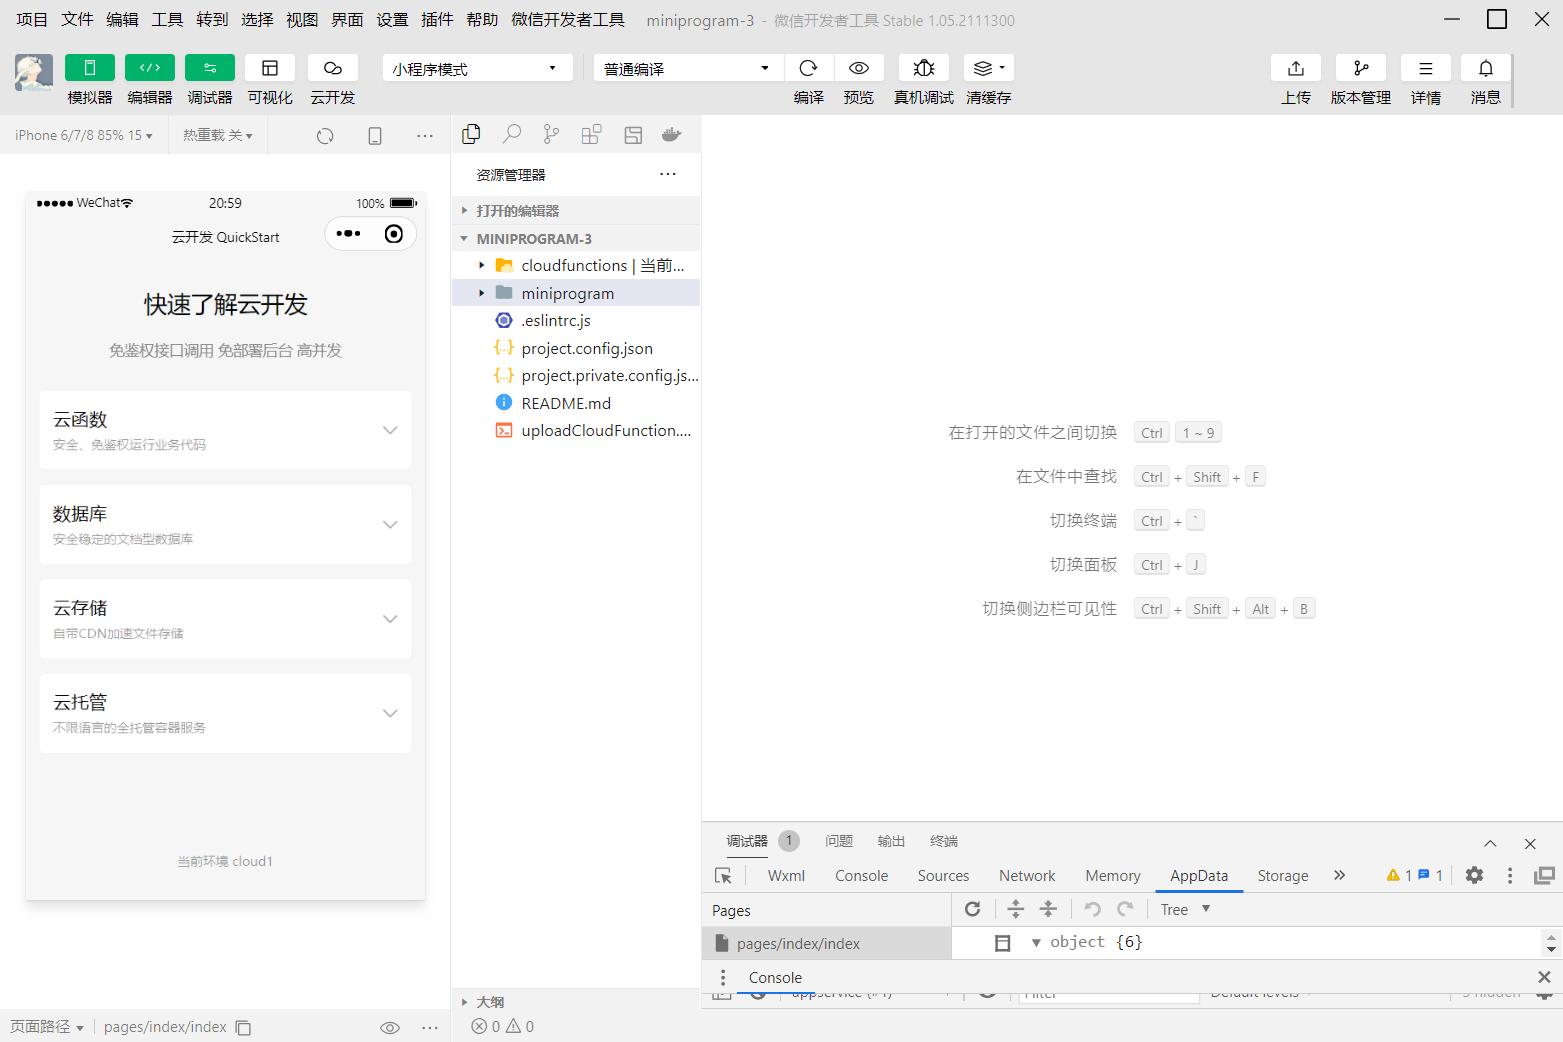 项目 文件 编辑 工具 转到 选择 视图 界面 设置 插件 帮助 微信开发者工具 miniprogram-3 - 微信开发者工具 Stable 1.05.2111300
小程序模式 普通编译
模拟器 编辑器 调试器 可视化 云开发 编译 预览 真机调试 清缓存 上传 版本管理 详情 消息
iPhone 6/7/8 85% 15 热重载 关
WeChat 20:59 100%
云开发 QuickStart
快速了解云开发
免鉴权接口调用 免部署后台 高并发
云函数
安全、免鉴权运行业务代码
数据库
安全稳定的文档型数据库
云存储
自带CDN加速文件存储
云托管
不限语言的全托管容器服务
当前环境 cloud1
页面路径 pages/index/index
资源管理器
打开的编辑器
MINIPROGRAM-3
cloudfunctions | 当前...
miniprogram
.eslintrc.js
project.config.json
project.private.config.js...
README.md
uploadCloudFunction....
大纲
0 0
在打开的文件之间切换 Ctrl 1 ~ 9
在文件中查找 Ctrl + Shift + F
切换终端 Ctrl + `
切换面板 Ctrl + J
切换侧边栏可见性 Ctrl + Shift + Alt + B
调试器 1 问题 输出 终端
Wxml Console Sources Network Memory AppData Storage 1 1
Pages Tree
pages/index/index object {6}
Console